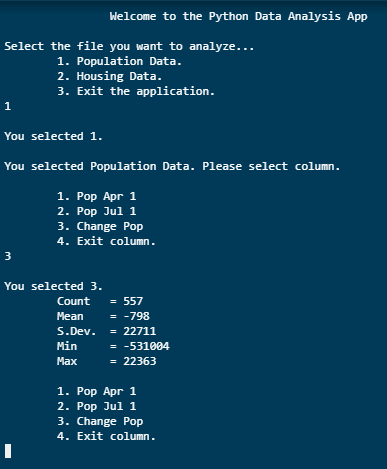 Welcome to the Python Data Analysis App
Select the file you want to analyze...
1. Population Data.
2. Housing Data.
3. Exit the application.
1
You selected 1.
You selected Population Data. Please select column.
1. Pop Apr 1
2. Pop Jul 1
3. Change Pop
4. Exit column.
3
You selected 3.
Count = 557
Mean = -798
S.Dev. = 22711
Min = -531004
Max = 22363
1. Pop Apr 1
2. Pop Jul 1
3. Change Pop
4. Exit column.